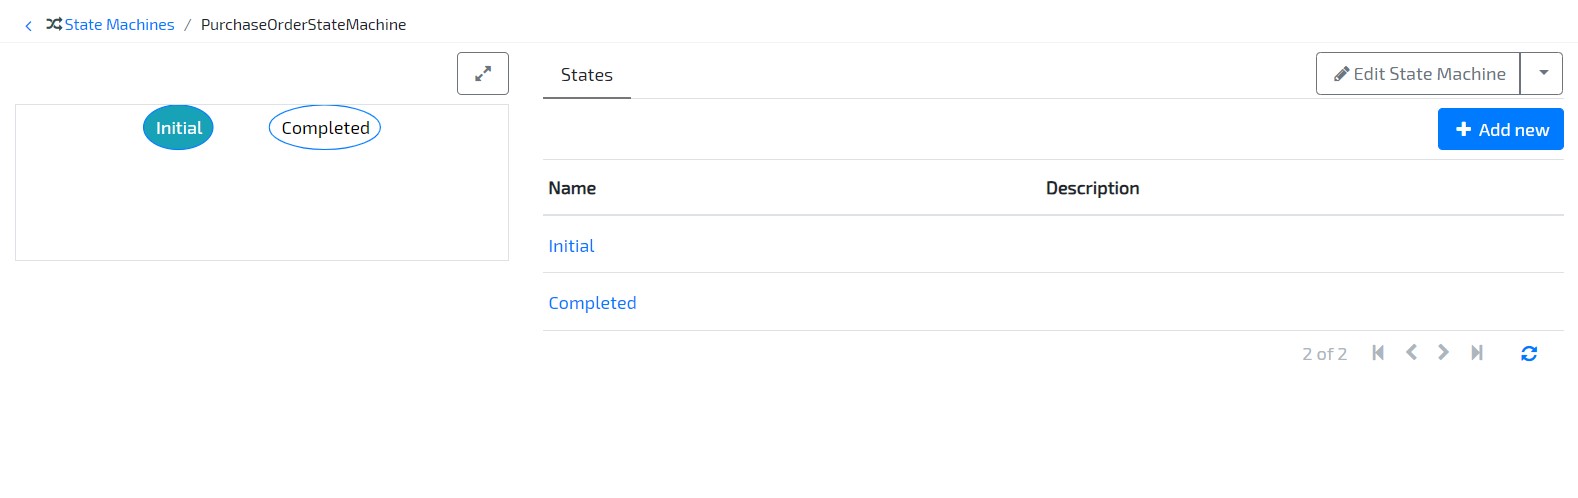 State Machines / PurchaseOrderStateMachine
Initial
Completed
States
Edit State Machine
Add new
Name Description
Initial
Completed
2 of 2